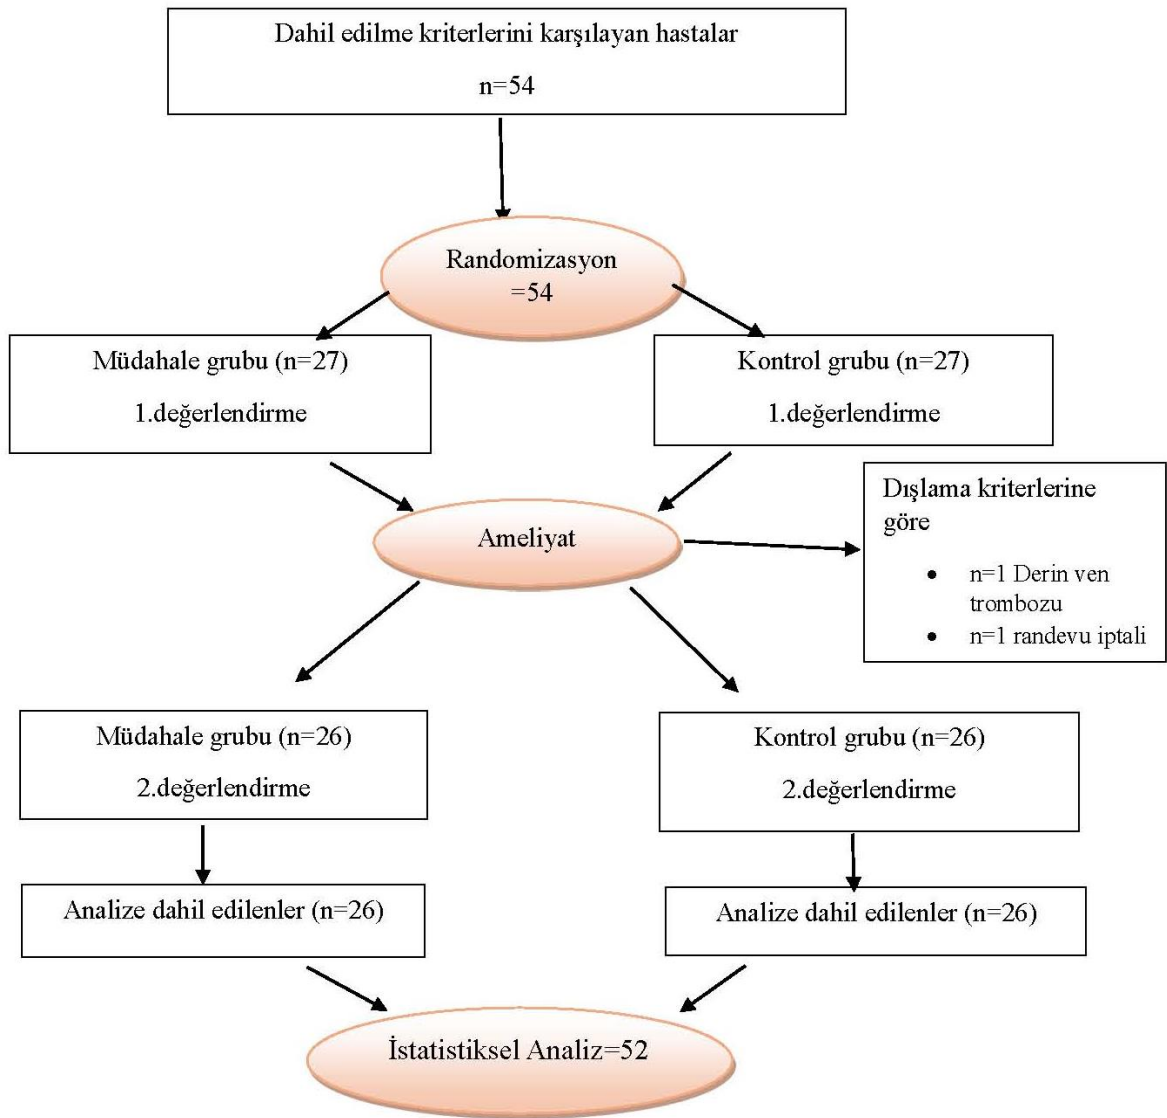 Dahil edilme kriterlerini karşılayan hastalar
n=54
Randomizasyon
=54
Müdahale grubu (n=27)
1.değerlendirme
Kontrol grubu (n=27)
1.değerlendirme
Ameliyat
Dışlama kriterlerine
göre
• n=1 Derin ven
trombozu
• n=1 randevu iptali
Müdahale grubu (n=26)
2.değerlendirme
Kontrol grubu (n=26)
2.değerlendirme
Analize dahil edilenler (n=26)
Analize dahil edilenler (n=26)
İstatistiksel Analiz=52